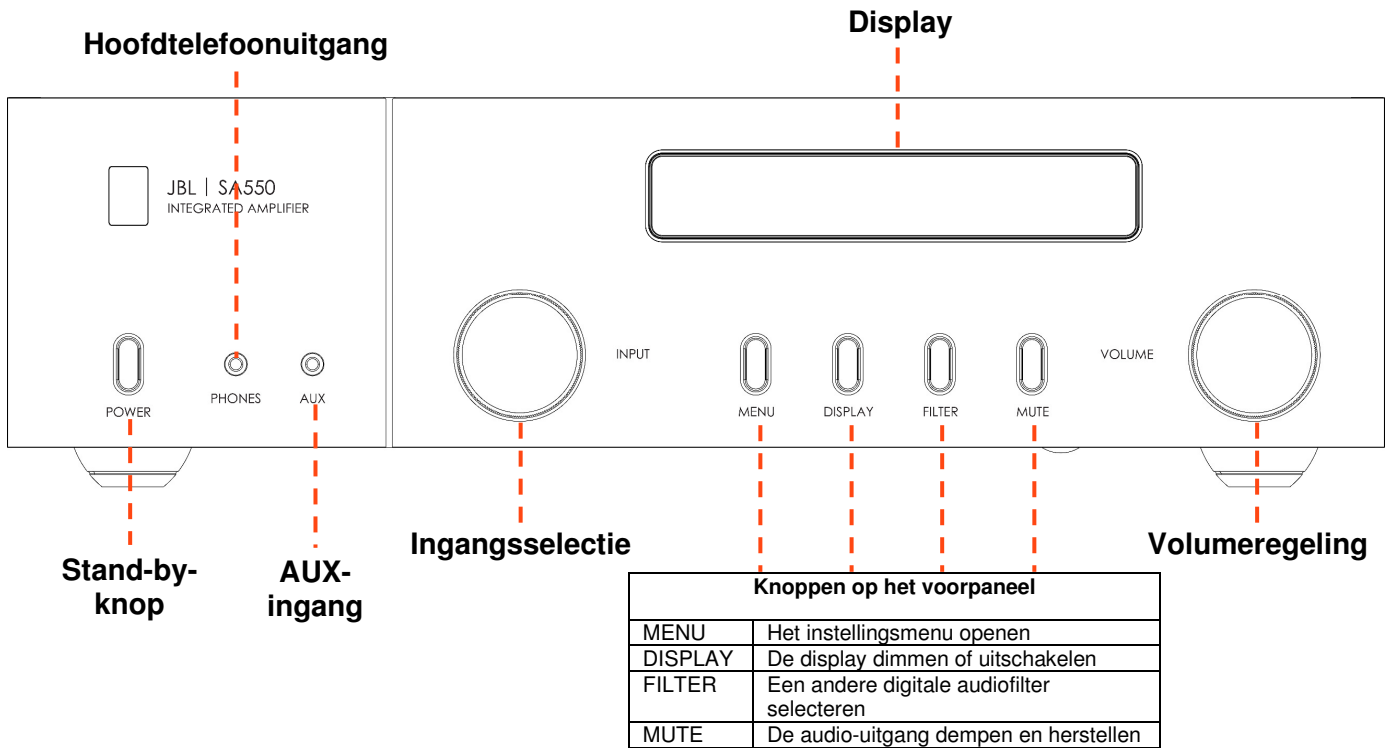 Display
Hoofdtelefoonuitgang
JBL | SA550
INTEGRATED AMPLIFIER
INPUT
VOLUME
POWER
PHONES
AUX
MENU
DISPLAY
FILTER
MUTE
Stand-by-
knop
AUX-
ingang
Ingangsselectie
Volumeregeling
Knoppen op het voorpaneel
MENU Het instellingsmenu openen
DISPLAY De display dimmen of uitschakelen
FILTER Een andere digitale audiofilter
selecteren
MUTE De audio-uitgang dempen en herstellen